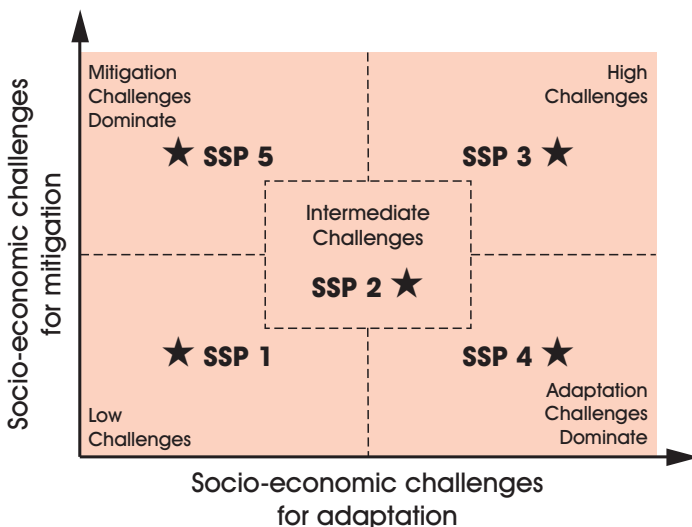 Socio-economic challenges
for mitigation
Mitigation
Challenges
Dominate
High
Challenges
SSP 5
SSP 3
Intermediate
Challenges
SSP 2
SSP 1
SSP 4
Low
Challenges
Adaptation
Challenges
Dominate
Socio-economic challenges
for adaptation